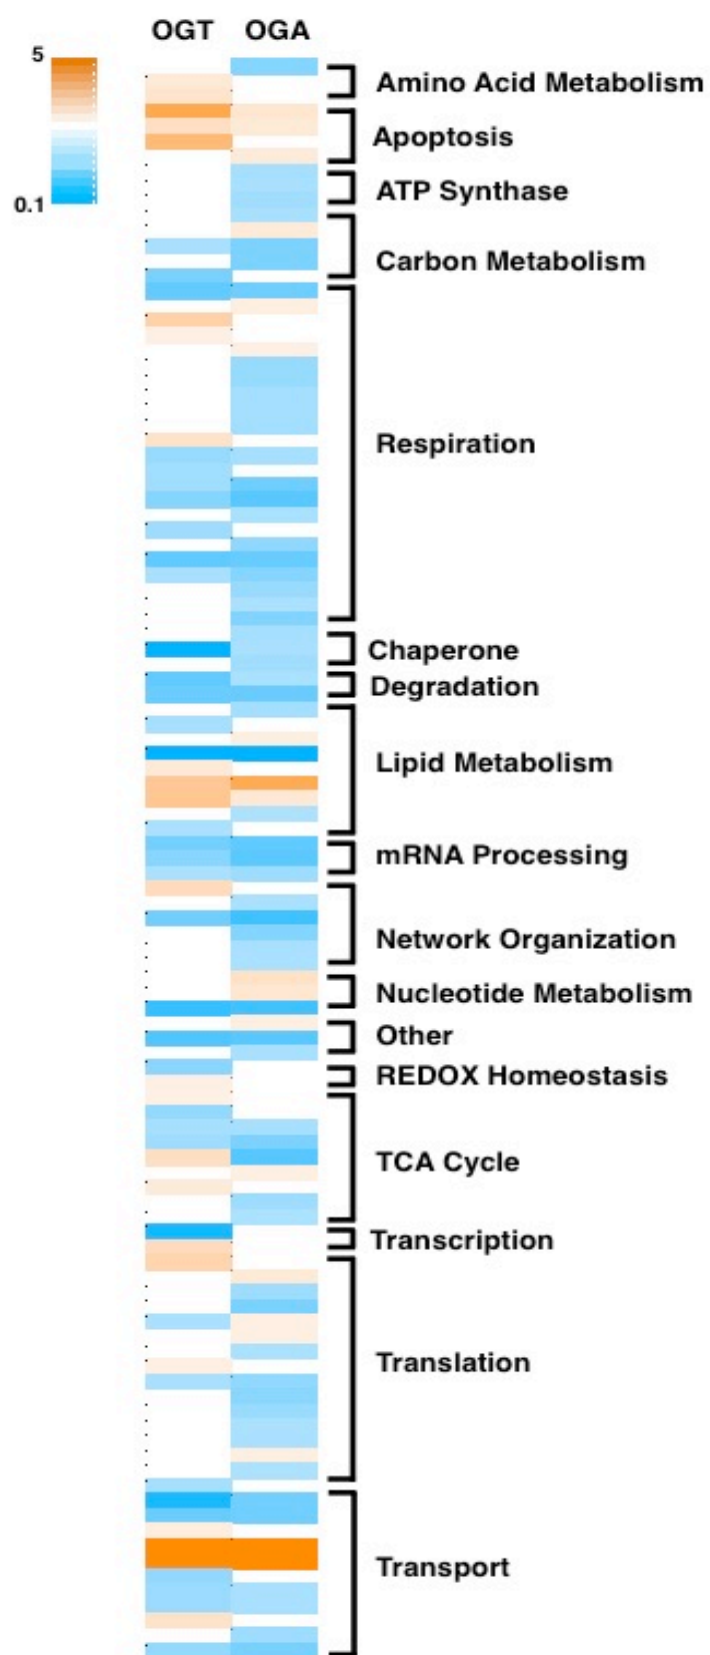 OGT OGA
5
0.1
Amino Acid Metabolism
Apoptosis
ATP Synthase
Carbon Metabolism
Respiration
Chaperone
Degradation
Lipid Metabolism
mRNA Processing
Network Organization
Nucleotide Metabolism
Other
REDOX Homeostasis
TCA Cycle
Transcription
Translation
Transport